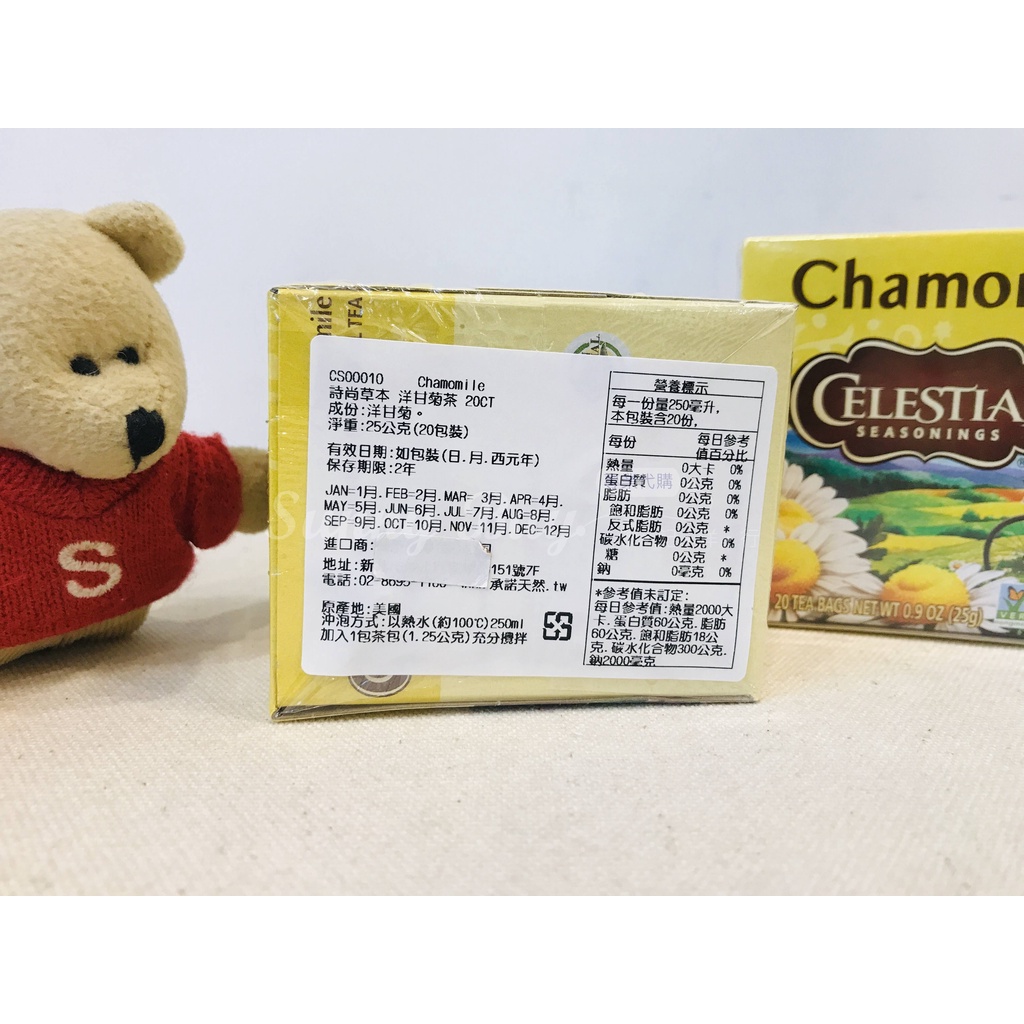 Chamo
CELESTIA
SEASONINGS
20 TEA BAGS NET WT 0.9 OZ (25g)
S
TEA
CS00010 Chamomile
詩尚草本 洋甘菊茶 20CT
成份:洋甘菊。
淨重:25公克(20包裝)
有效日期:如包裝(日.月.西元年)
保存期限:2年
JAN=1月.FEB=2月.MAR= 3月.APR=4月.
MAY=5月.JUN=6月.JUL=7月.AUG=8月.
SEP=9月.OCT=10月.NOV=11月.DEC=12月
進口商:
地址:新 151號7F
電話:02-8695- 承諾天然.tw
原產地:美國
沖泡方式:以熱水(約100℃)250ml
加入1包茶包(1.25公克)充分攪拌
營養標示
每一份量250毫升,
本包裝含20份,
每份 每日參考
值百分比
熱量 0大卡 0%
蛋白質 0公克 0%
脂肪 0公克 0%
飽和脂肪 0公克 0%
反式脂肪 0公克 *
碳水化合物 0公克 0%
糖 0公克 *
鈉 0毫克 0%
*參考值未訂定:
每日參考值:熱量2000大
卡.蛋白質60公克.脂肪
60公克.飽和脂肪18公
克.碳水化合物300公克.
鈉2000毫克
代購